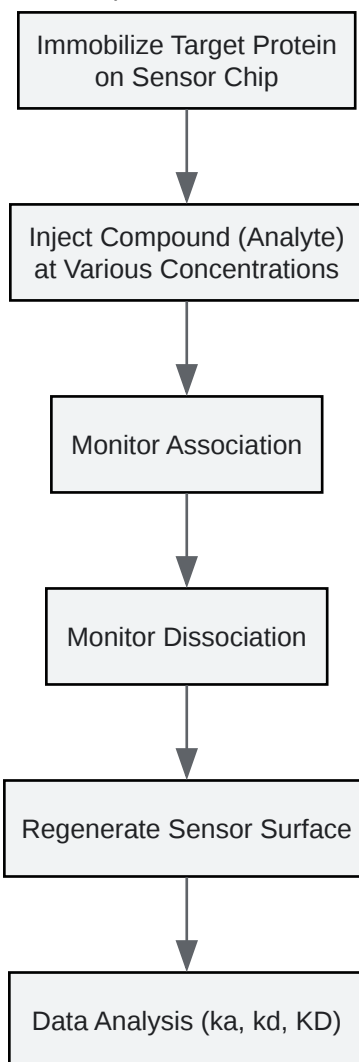 Immobilize Target Protein
on Sensor Chip
Inject Compound (Analyte)
at Various Concentrations
Monitor Association
Monitor Dissociation
Regenerate Sensor Surface
Data Analysis (ka, kd, KD)